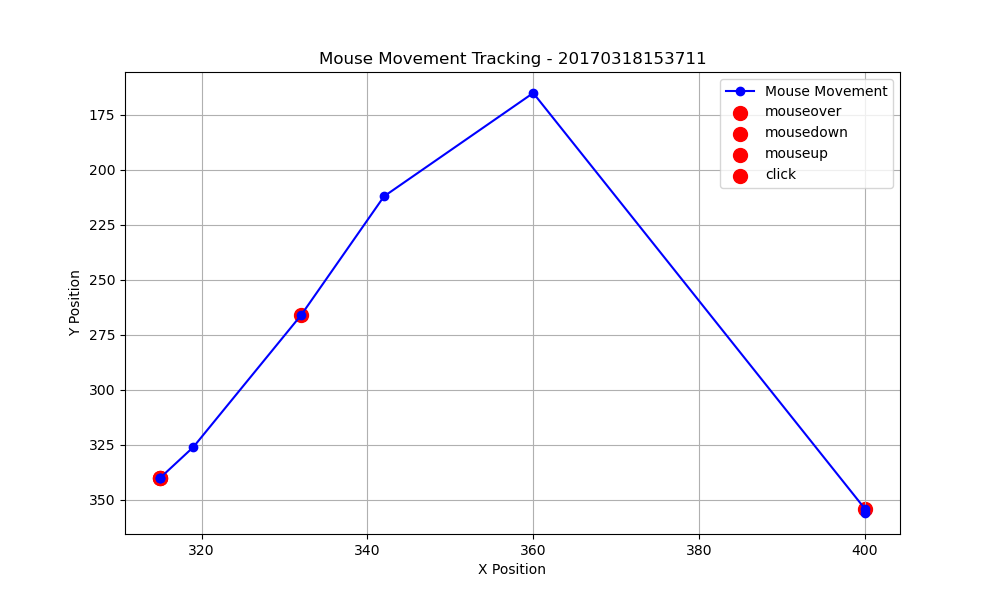 Mouse Movement Tracking - 20170318153711
Mouse Movement
mouseover
mousedown
mouseup
click
175
200
225
250
275
300
325
350
Y Position
320
340
360
380
400
X Position